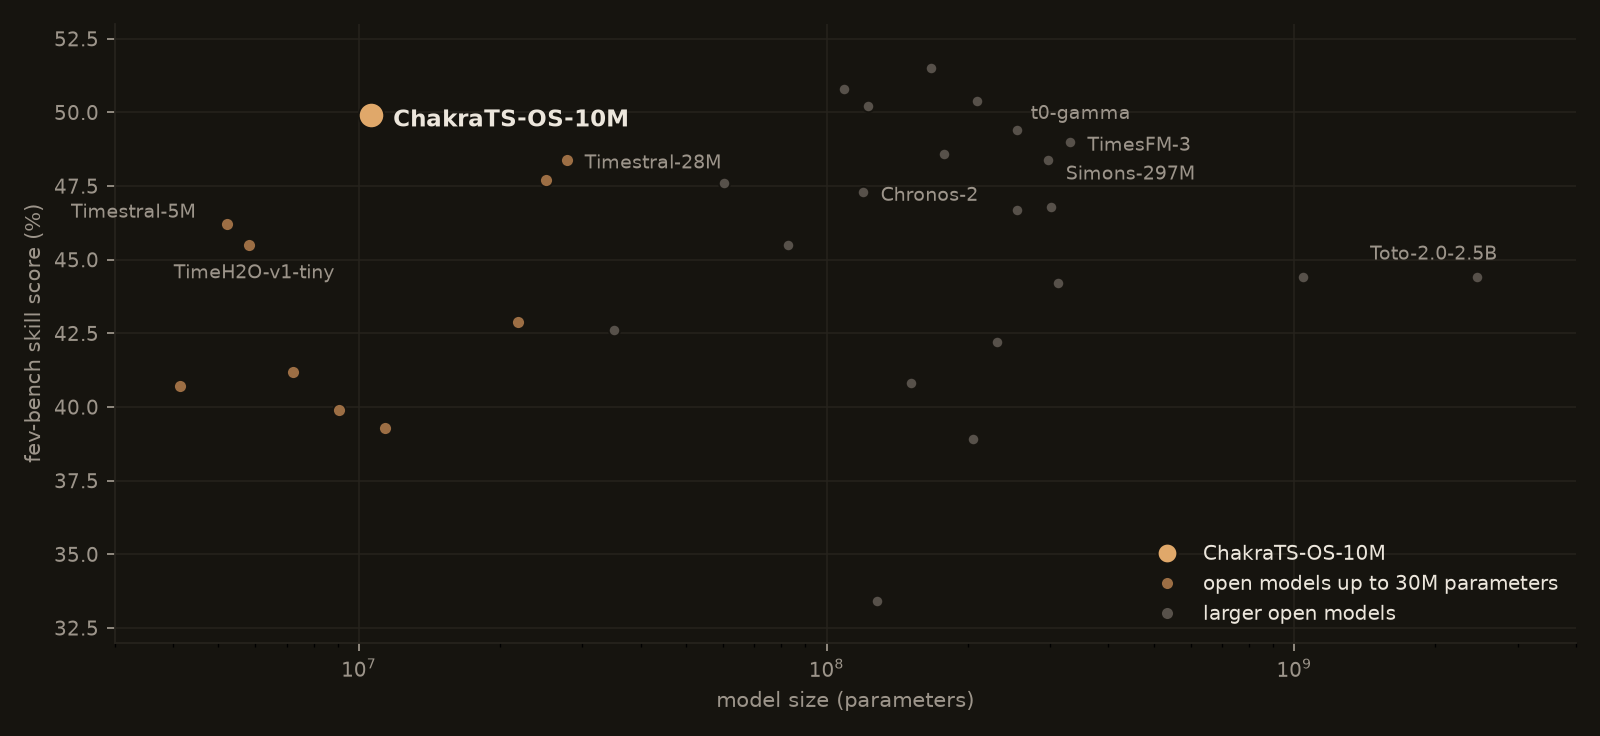 52.5
50.0
47.5
45.0
42.5
40.0
37.5
35.0
32.5
fev-bench skill score (%)
ChakraTS-OS-10M
t0-gamma
TimesFM-3
Timestral-28M
Simons-297M
Chronos-2
Timestral-5M
Toto-2.0-2.5B
TimeH2O-v1-tiny
ChakraTS-OS-10M
open models up to 30M parameters
larger open models
10⁷
10⁸
10⁹
model size (parameters)